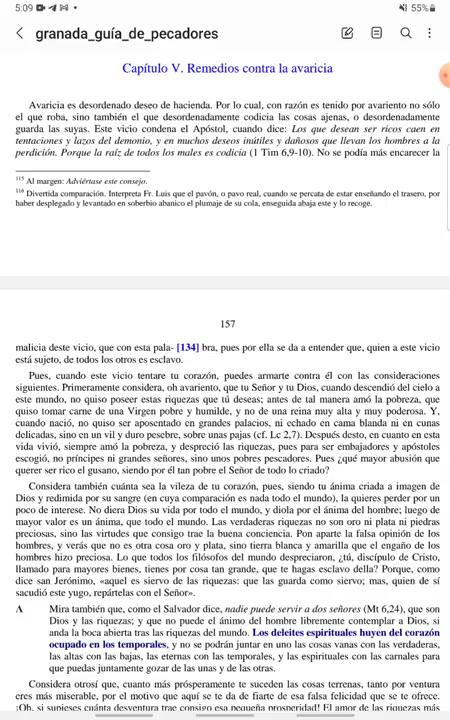 5:09
55%
granada_guía_de_pecadores
Capítulo V. Remedios contra la avaricia
Avaricia es desordenado deseo de hacienda. Por lo cual, con razón es tenido por avariento no sólo
el que roba, sino también el que desordenadamente codicia las cosas ajenas, o desordenadamente
guarda las suyas. Este vicio condena el Apóstol, cuando dice: Los que desean ser ricos caen en
tentaciones y lazos del demonio, y en muchos deseos inútiles y dañosos que llevan los hombres a la
perdición. Porque la raíz de todos los males es codicia (1 Tim 6,9-10). No se podía más encarecer la
115 Al margen: Adviértase este consejo.
116 Divertida comparación. Interpreta Fr. Luis que el pavón, o pavo real, cuando se percata de estar enseñando el trasero, por
haber desplegado y levantado en soberbio abanico el plumaje de su cola, enseguida abaja este y lo recoge.
157
malicia deste vicio, que con esta pala- [134] bra, pues por ella se da a entender que, quien a este vicio
está sujeto, de todos los otros es esclavo.
Pues, cuando este vicio tentare tu corazón, puedes armarte contra él con las consideraciones
siguientes. Primeramente considera, oh avariento, que tu Señor y tu Dios, cuando descendió del cielo a
este mundo, no quiso poseer estas riquezas que tú deseas; antes de tal manera amó la pobreza, que
quiso tomar carne de una Virgen pobre y humilde, y no de una reina muy alta y muy poderosa. Y,
cuando nació, no quiso ser aposentado en grandes palacios, ni echado en cama blanda ni en cunas
delicadas, sino en un vil y duro pesebre, sobre unas pajas (cf. Lc 2,7). Después desto, en cuanto en esta
vida vivió, siempre amó la pobreza, y despreció las riquezas, pues para ser embajadores y apóstoles
escogió, no príncipes ni grandes señores, sino unos pobres pescadores. Pues ¿qué mayor abusión que
querer ser rico el gusano, siendo por él tan pobre el Señor de todo lo criado?
Considera también cuánta sea la vileza de tu corazón, pues, siendo tu ánima criada a imagen de
Dios y redimida por su sangre (en cuya comparación es nada todo el mundo), la quieres perder por un
poco de interese. No diera Dios su vida por todo el mundo, y diola por el ánima del hombre; luego de
mayor valor es un ánima, que todo el mundo. Las verdaderas riquezas no son oro ni plata ni piedras
preciosas, sino las virtudes que consigo trae la buena conciencia. Pon aparte la falsa opinión de los
hombres, y verás que no es otra cosa oro y plata, sino tierra blanca y amarilla que el engaño de los
hombres hizo preciosa. Lo que todos los filósofos del mundo despreciaron, ¿tú, discípulo de Cristo,
llamado para mayores bienes, tienes por cosa tan grande, que te hagas esclavo della? Porque, como
dice san Jerónimo, «aquel es siervo de las riquezas: que las guarda como siervo; mas, quien de sí
sacudió este yugo, repártelas con el Señor».
A Mira también que, como el Salvador dice, nadie puede servir a dos señores (Mt 6,24), que son
Dios y las riquezas; y que no puede el ánimo del hombre libremente contemplar a Dios, si
anda la boca abierta tras las riquezas del mundo. Los deleites espirituales huyen del corazón
ocupado en los temporales, y no se podrán juntar en uno las cosas vanas con las verdaderas,
las altas con las bajas, las eternas con las temporales, y las espirituales con las carnales para
que puedas juntamente gozar de las unas y de las otras.
Considera otrosí que, cuanto más prósperamente te suceden las cosas terrenas, tanto por ventura
eres más miserable, por el motivo que aquí se te da de fiarte de esa falsa felicidad que se te ofrece.
¡Oh, si supieses cuánta desventura trae consigo esa pequeña prosperidad! El amor de las riquezas más